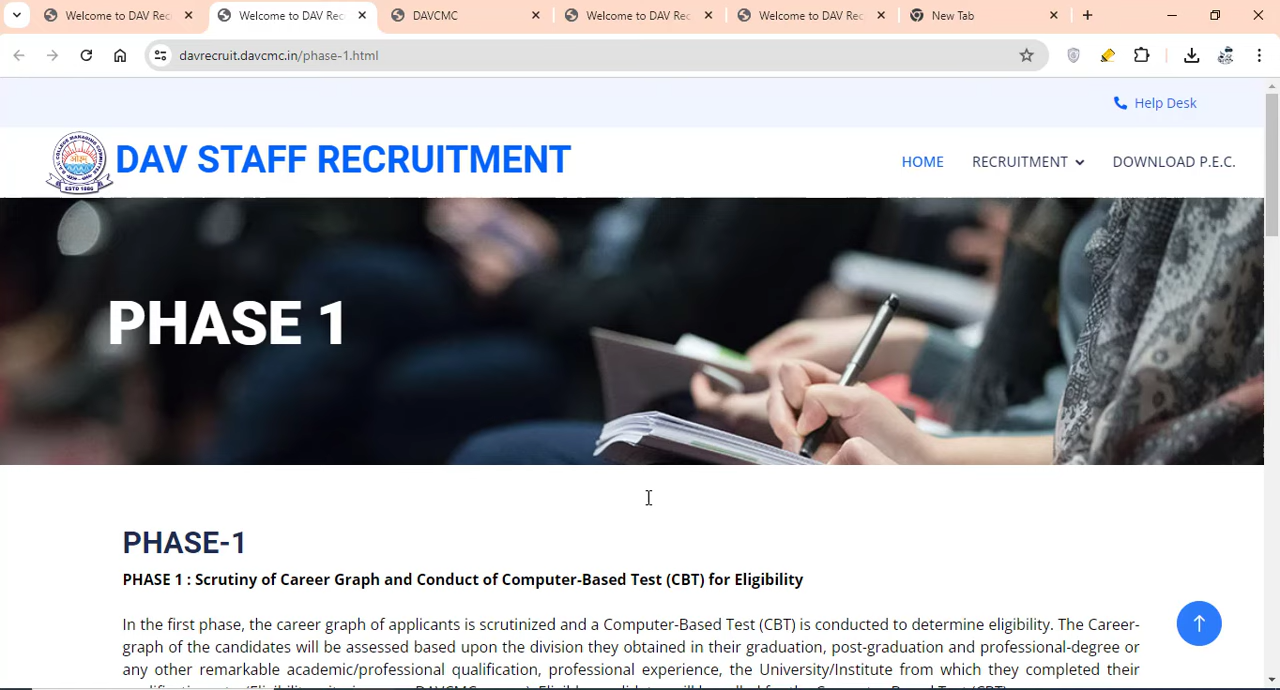 Welcome to DAV Rec
Welcome to DAV Rec
DAVCMC
Welcome to DAV Rec
Welcome to DAV Rec
New Tab
davrecruit.davcmc.in/phase-1.html
Help Desk
DAV STAFF RECRUITMENT
HOME
RECRUITMENT
DOWNLOAD P.E.C.
PHASE 1
PHASE-1
PHASE 1 : Scrutiny of Career Graph and Conduct of Computer-Based Test (CBT) for Eligibility
In the first phase, the career graph of applicants is scrutinized and a Computer-Based Test (CBT) is conducted to determine eligibility. The Career-
graph of the candidates will be assessed based upon the division they obtained in their graduation, post-graduation and professional-degree or
any other remarkable academic/professional qualification, professional experience, the University/Institute from which they completed their